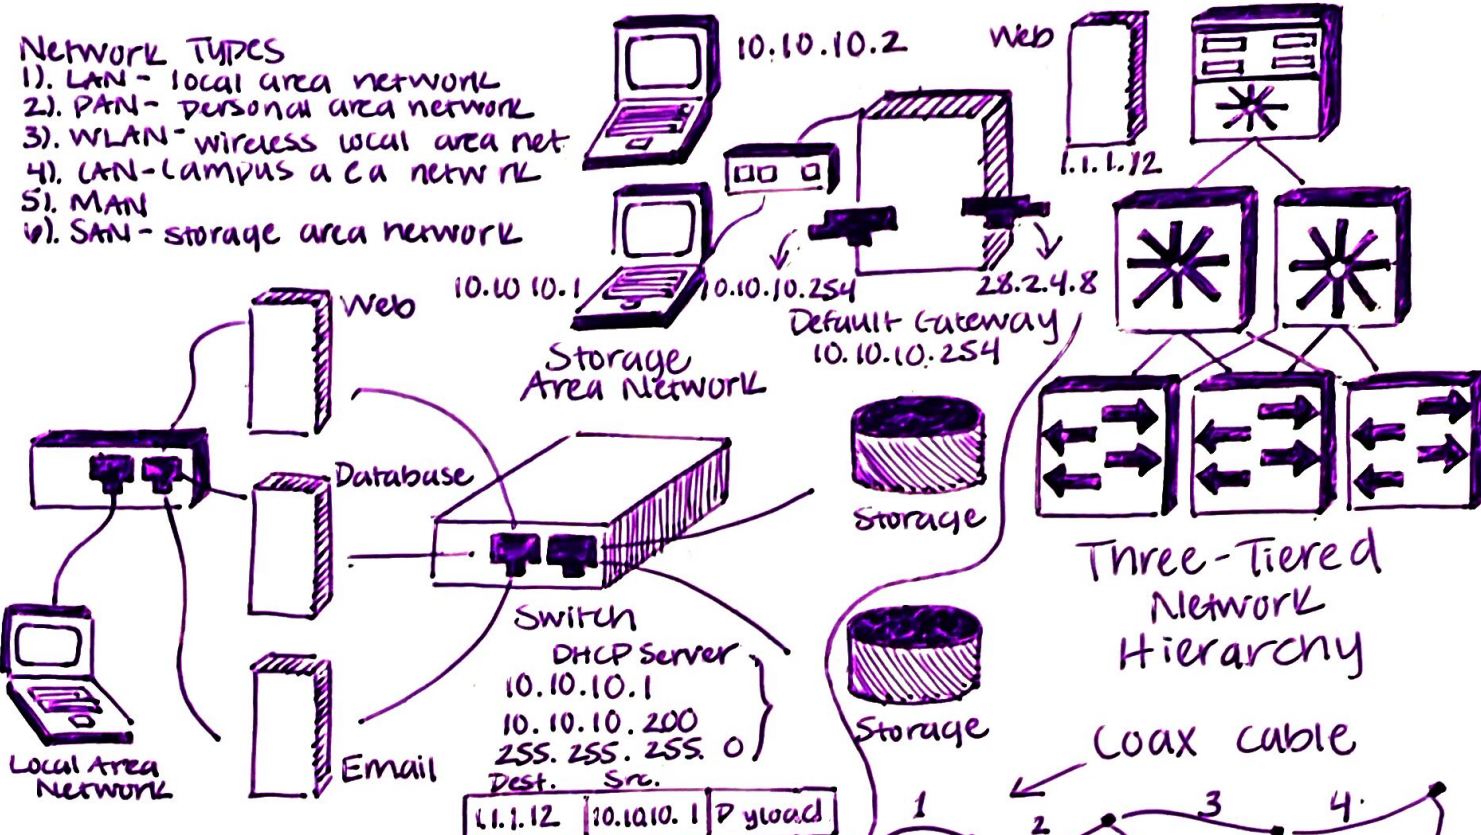 Network Types
1). LAN - local area network
2). PAN - personal area network
3). WLAN - wireless local area net
4). CAN - Campus a ea netw rk
5). MAN
6). SAN - storage area network
10.10.10.2
Web
1.1.1.12
10.10 10.1
10.10.10.254
28.2.4.8
Default Gateway
10.10.10.254
Storage
Area Network
Web
Database
Email
Local Area
Network
Switch
Storage
Storage
DHCP Server
10.10.10.1
10.10.10.200
255.255.255.0
Dest. Src.
1.1.1.12 10.10.10.1 P yload
Three-Tiered
Network
Hierarchy
Coax cable
1 2 3 4.